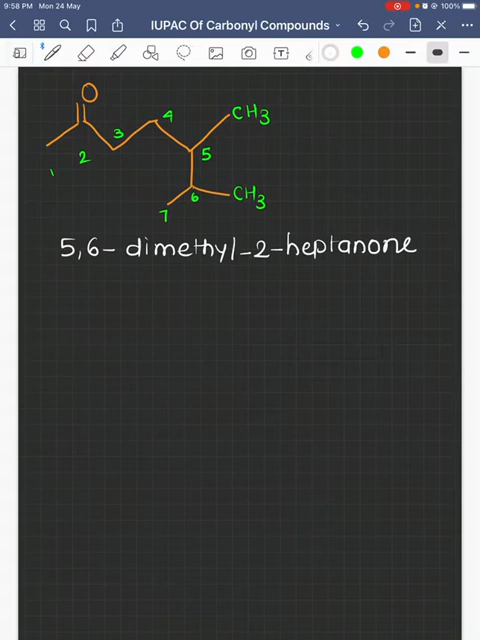 9:58 PM Mon 24 May 100%
IUPAC Of Carbonyl Compounds
O
CH3
4
3
2
5
1
CH3
6
7
5,6-dimethyl-2-heptanone